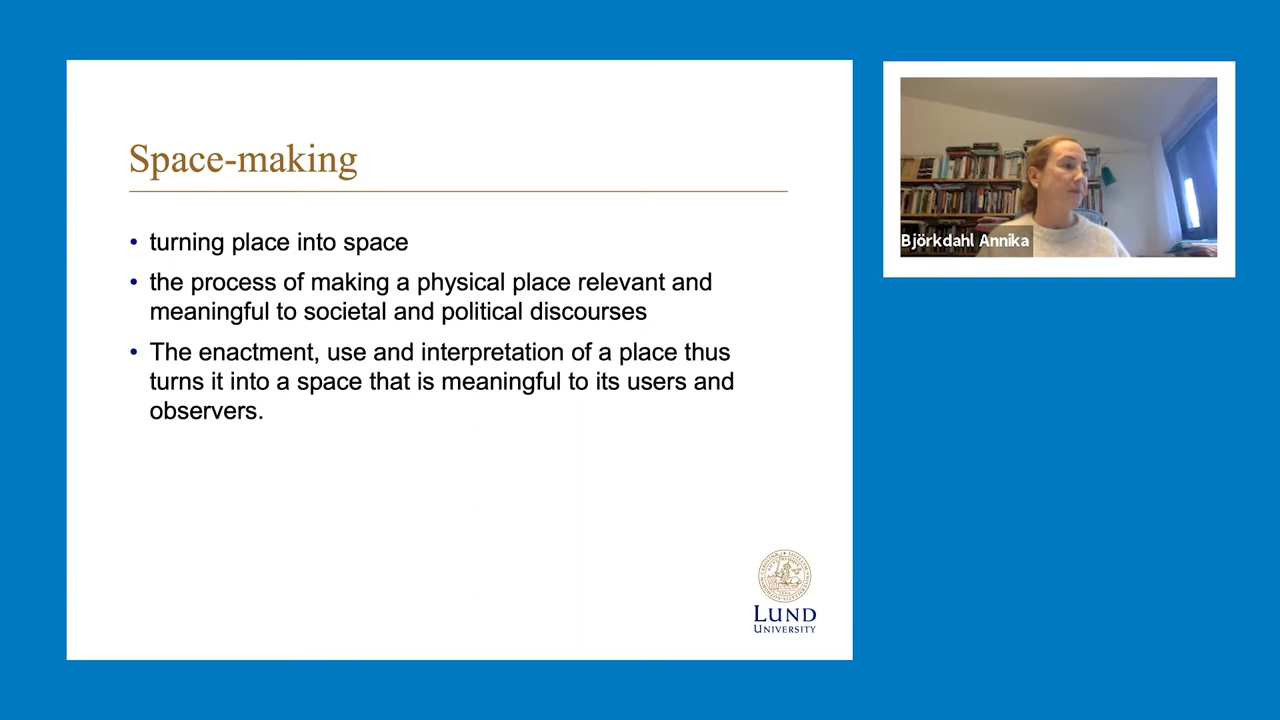 Space-making
• turning place into space
• the process of making a physical place relevant and
meaningful to societal and political discourses
• The enactment, use and interpretation of a place thus
turns it into a space that is meaningful to its users and
observers.
Björkdahl Annika
LUND
UNIVERSITY